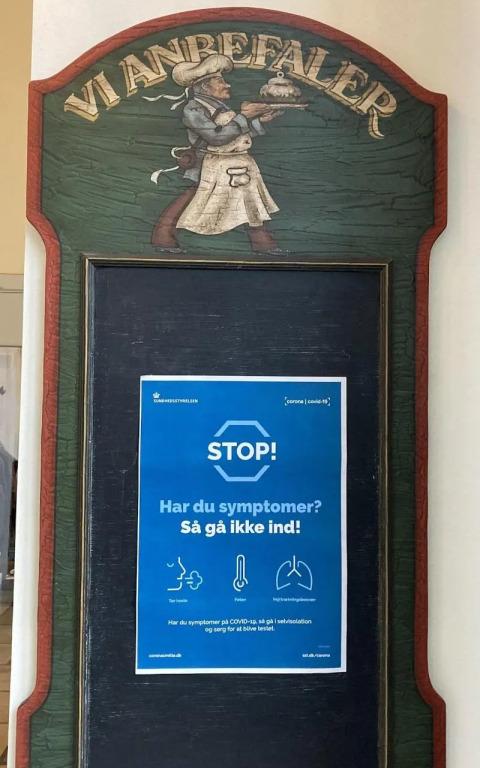 VI ANBEFALER
SUNDHEDSSTYRELSEN
[corona | covid-19]
STOP!
Har du symptomer?
Så gå ikke ind!
Tør hoste
Feber
Vejrtrækningsbesvær
Har du symptomer på COVID-19, så gå i selvisolation
og sørg for at blive testet.
coronasmitte.dk
sst.dk/corona